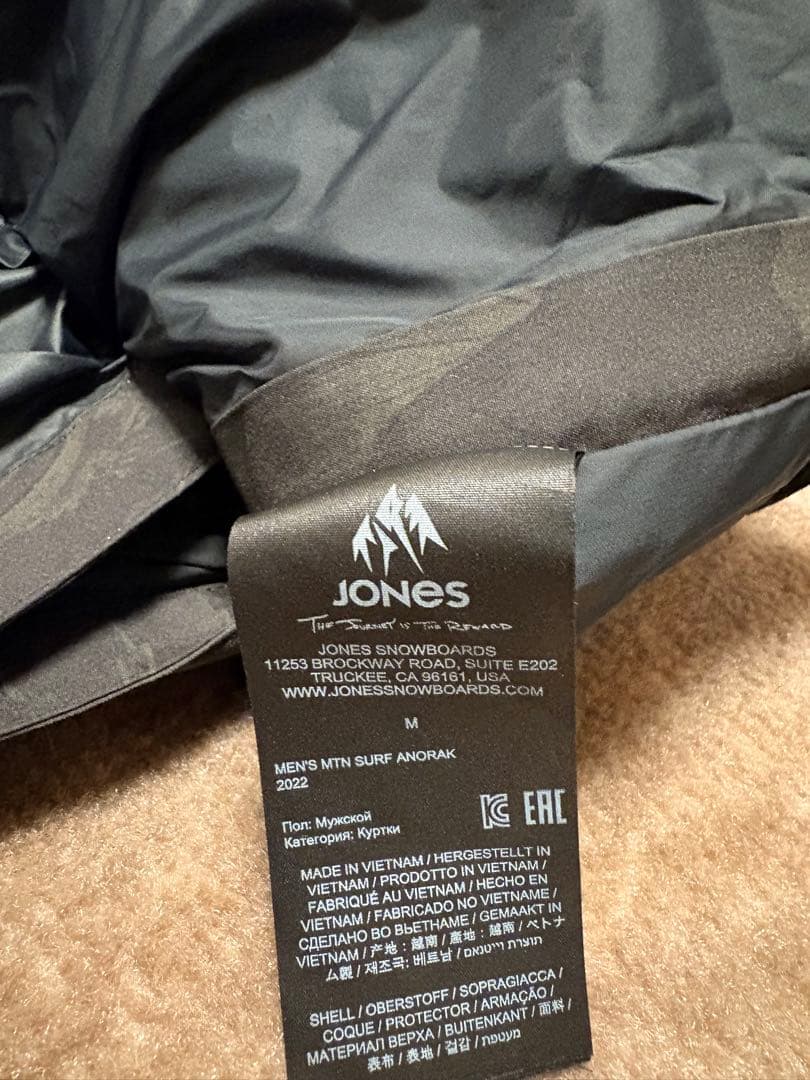 JONES
THE JOURNEY IS THE REWARD
JONES SNOWBOARDS
11253 BROCKWAY ROAD, SUITE E202
TRUCKEE, CA 96161, USA
WWW.JONESSNOWBOARDS.COM
M
MEN'S MTN SURF ANORAK
2022
Пол: Мужской
Категория: Куртки
EAC
MADE IN VIETNAM / HERGESTELLT IN
VIETNAM / PRODOTTO IN VIETNAM /
FABRIQUÉ AU VIETNAM / HECHO EN
VIETNAM / FABRICADO NO VIETNAME /
СДЕЛАНО ВО ВЬЕТНАМЕ / GEMAAKT IN
VIETNAM / 产地：越南 / 產地：越南 / ベトナ
ム製 / 제조국: 베트남 / תוצרת וייטנאם
SHELL / OBERSTOFF / SOPRAGIACCA /
COQUE / PROTECTOR / ARMAÇÃO /
МАТЕРИАЛ ВЕРХА / BUITENKANT / 面料 /
表布 / 表地 / 겉감 / מעטפת